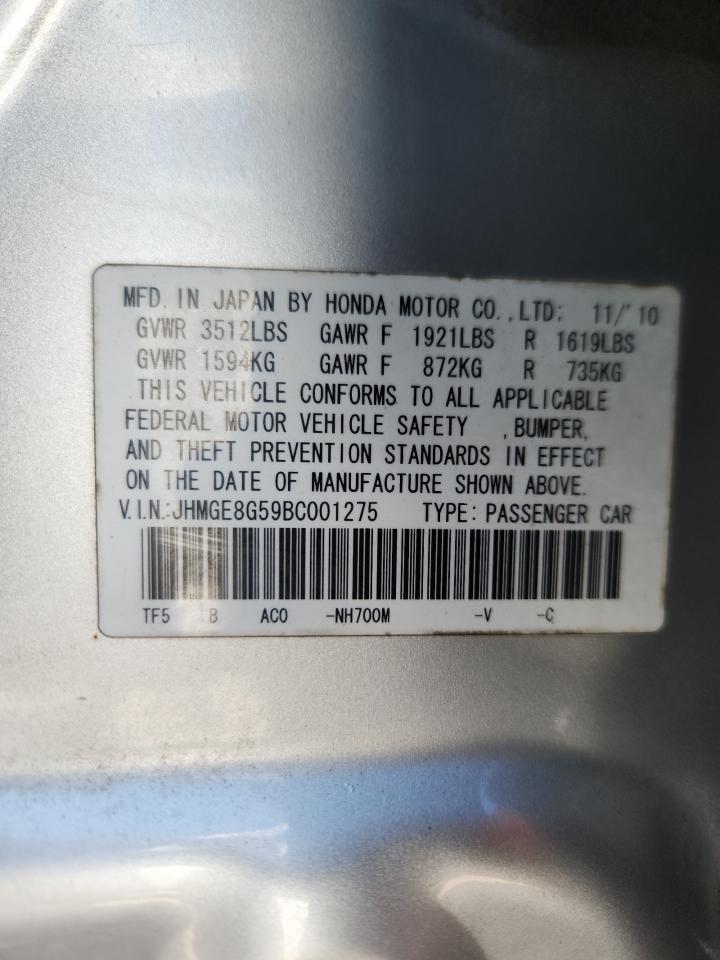 MFD. IN JAPAN BY HONDA MOTOR CO.,LTD: 11/'10
GVWR 3512LBS GAWR F 1921LBS R 1619LBS
GVWR 1594KG GAWR F 872KG R 735KG
THIS VEHICLE CONFORMS TO ALL APPLICABLE
FEDERAL MOTOR VEHICLE SAFETY ,BUMPER,
AND THEFT PREVENTION STANDARDS IN EFFECT
ON THE DATE OF MANUFACTURE SHOWN ABOVE.
V.I.N.:JHMGE8G59BC001275 TYPE: PASSENGER CAR
TF5 1B AC0 -NH700M -V -C